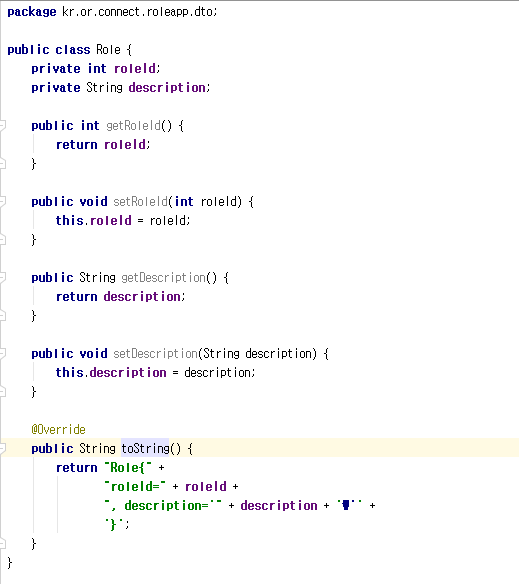 package kr.or.connect.roleapp.dto;
public class Role {
private int roleId;
private String description;
public int getRoleId() {
return roleId;
}
public void setRoleId(int roleId) {
this.roleId = roleId;
}
public String getDescription() {
return description;
}
public void setDescription(String description) {
this.description = description;
}
@Override
public String toString() {
return "Role{" +
"roleId=" + roleId +
", description='" + description + '₩'' +
'}';
}
}